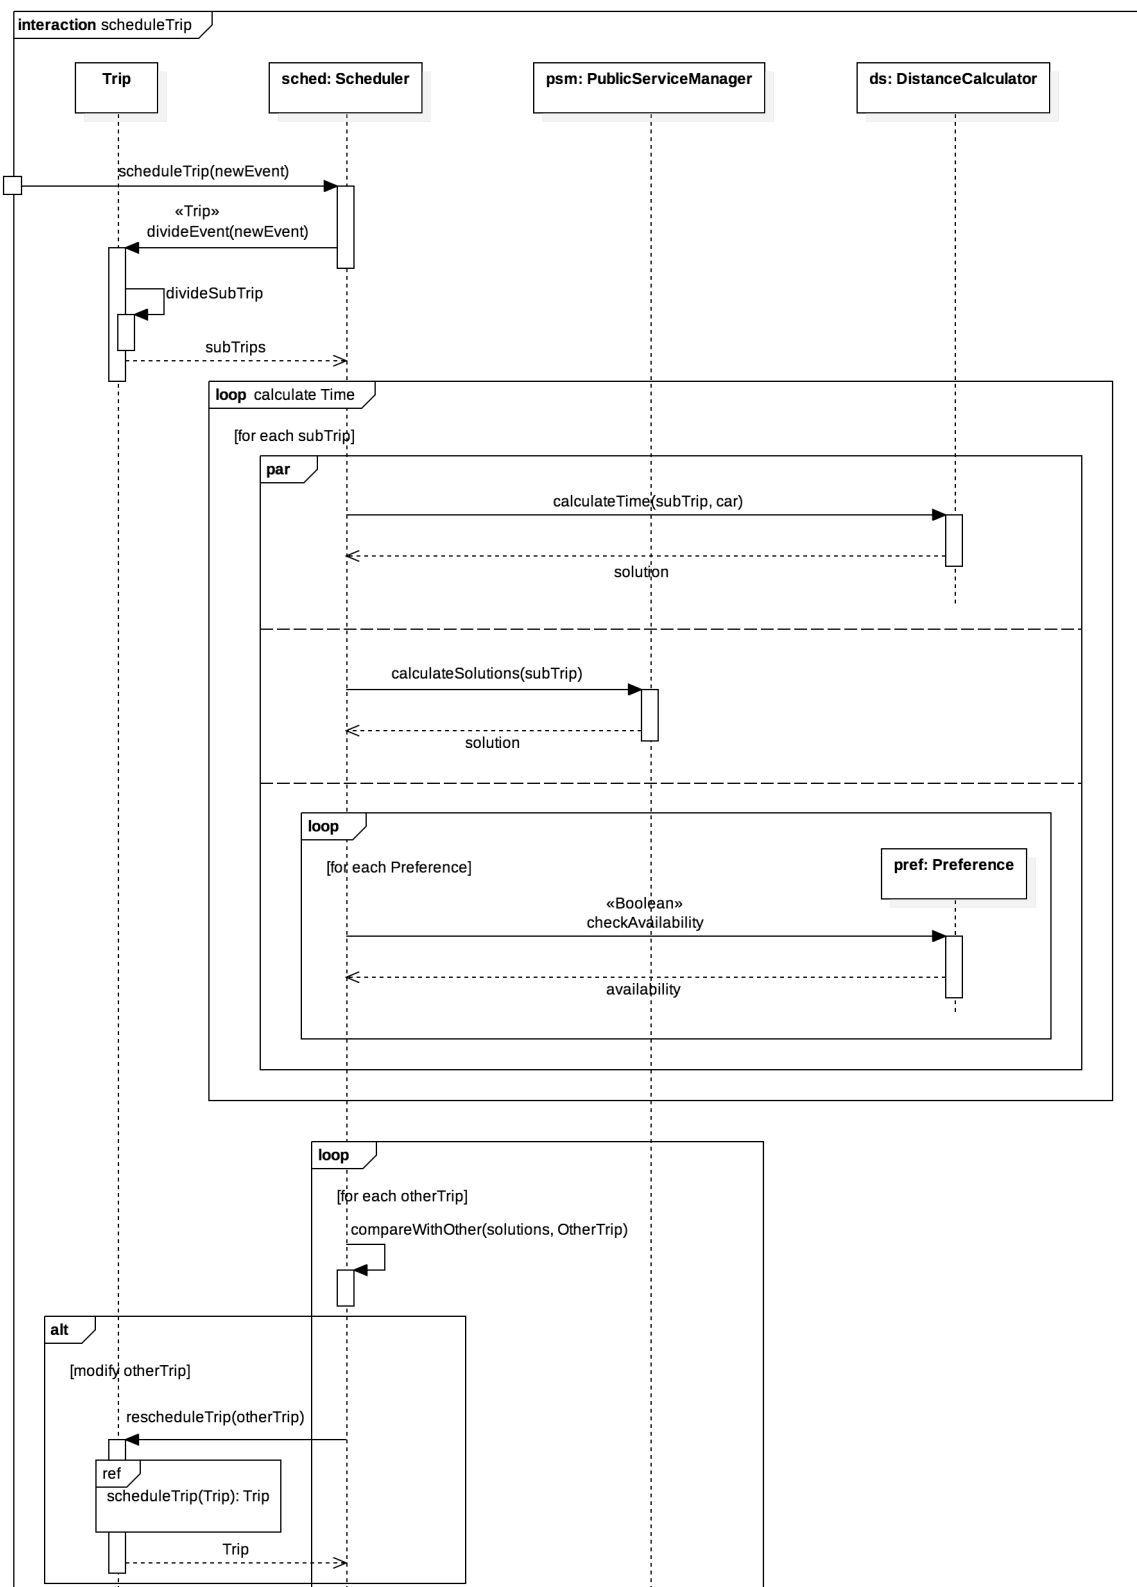 interaction scheduleTrip
Trip
sched: Scheduler
psm: PublicServiceManager
ds: DistanceCalculator
scheduleTrip(newEvent)
«Trip»
divideEvent(newEvent)
divideSubTrip
subTrips
loop calculate Time
[for each subTrip]
par
calculateTime(subTrip, car)
solution
calculateSolutions(subTrip)
solution
loop
[for each Preference]
pref: Preference
«Boolean»
checkAvailability
availability
loop
[for each otherTrip]
compareWithOther(solutions, OtherTrip)
alt
[modify otherTrip]
rescheduleTrip(otherTrip)
ref
scheduleTrip(Trip): Trip
Trip